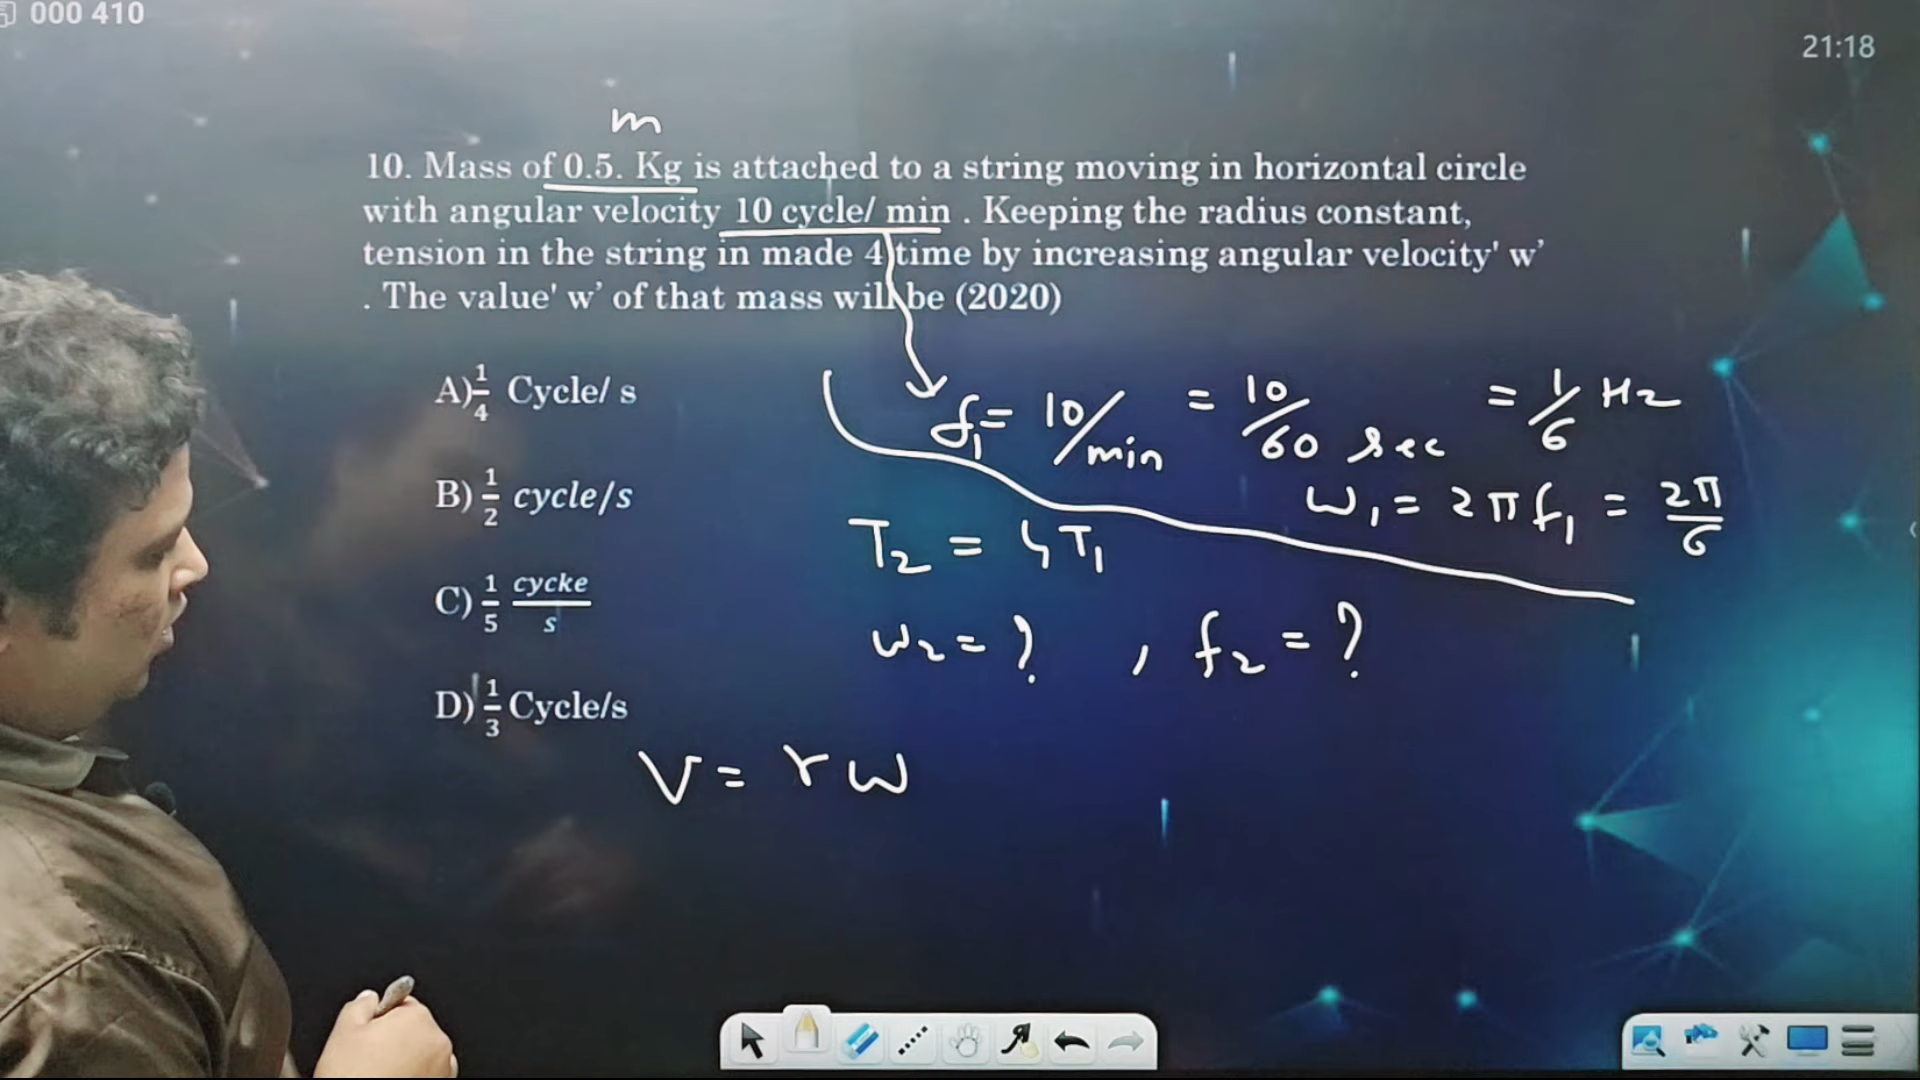 000 410
21:18
m
10. Mass of 0.5. Kg is attached to a string moving in horizontal circle
with angular velocity 10 cycle/ min . Keeping the radius constant,
tension in the string in made 4 time by increasing angular velocity' w’
. The value' w’ of that mass will be (2020)
A) 1/4 Cycle/ s
B) 1/2 cycle/s
C) 1/5 cycke/s
D) 1/3 Cycle/s
f₁ = 10/min = 10/60 sec = 1/6 Hz
ω₁ = 2πf₁ = 2π/6
T₂ = 4T₁
ω₂ = ? , f₂ = ?
V = rω